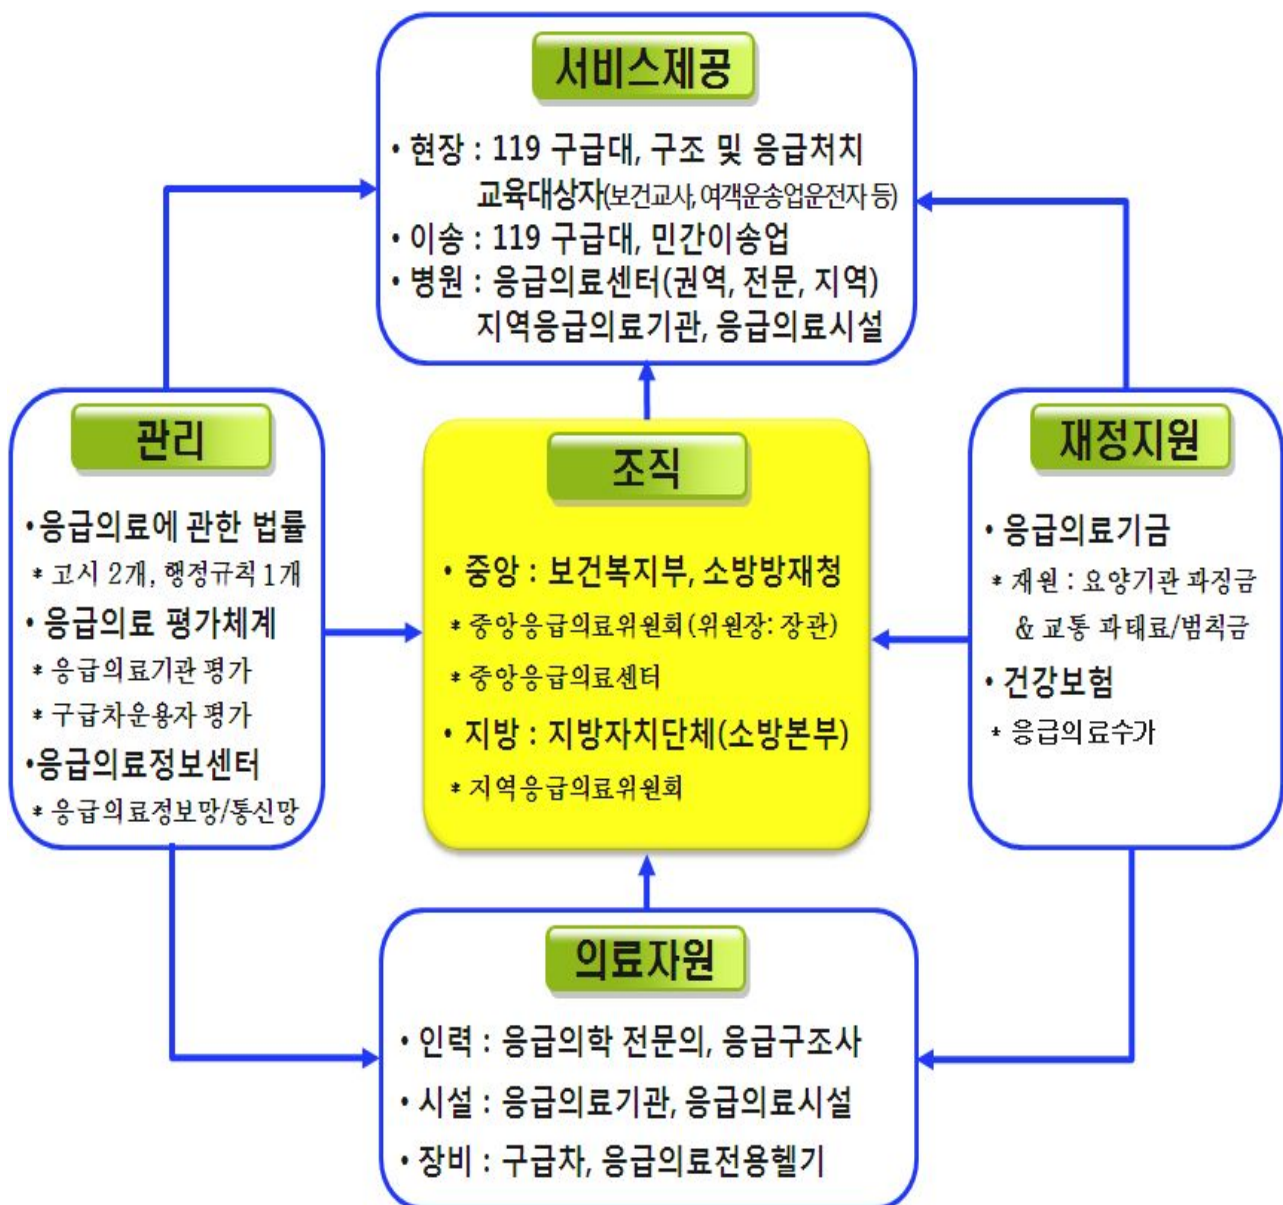 서비스제공
• 현장 : 119 구급대, 구조 및 응급처치
교육대상자(보건교사, 여객운송업운전자 등)
• 이송 : 119 구급대, 민간이송업
• 병원 : 응급의료센터(권역, 전문, 지역)
지역응급의료기관, 응급의료시설
관리
•응급의료에 관한 법률
* 고시 2개, 행정규칙 1개
• 응급의료 평가체계
* 응급의료기관 평가
* 구급차운용자 평가
•응급의료정보센터
* 응급의료정보망/통신망
조직
• 중앙 : 보건복지부, 소방방재청
* 중앙응급의료위원회(위원장: 장관)
* 중앙응급의료센터
• 지방 : 지방자치단체(소방본부)
* 지역응급의료위원회
재정지원
• 응급의료기금
* 재원 : 요양기관 과징금
& 교통 과태료/범칙금
• 건강보험
* 응급의료수가
의료자원
• 인력 : 응급의학 전문의, 응급구조사
• 시설 : 응급의료기관, 응급의료시설
• 장비 : 구급차, 응급의료전용헬기